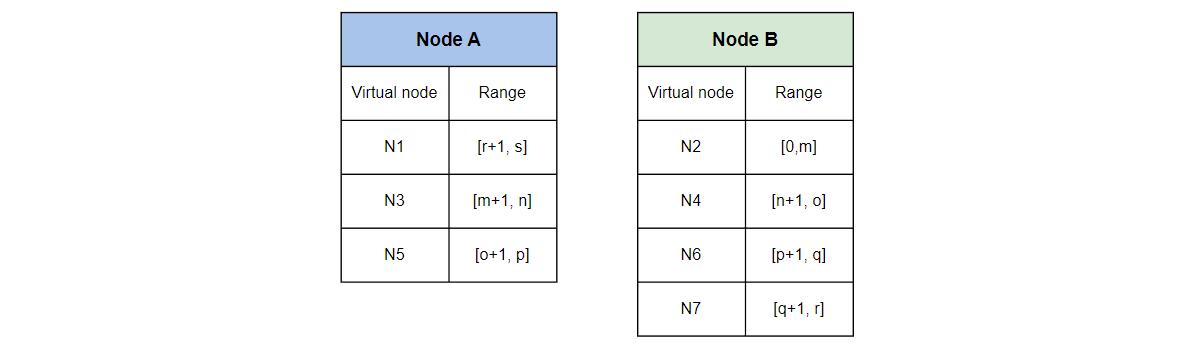 Node A
Virtual node Range
N1 [r+1, s]
N3 [m+1, n]
N5 [o+1, p]
Node B
Virtual node Range
N2 [0,m]
N4 [n+1, o]
N6 [p+1, q]
N7 [q+1, r]